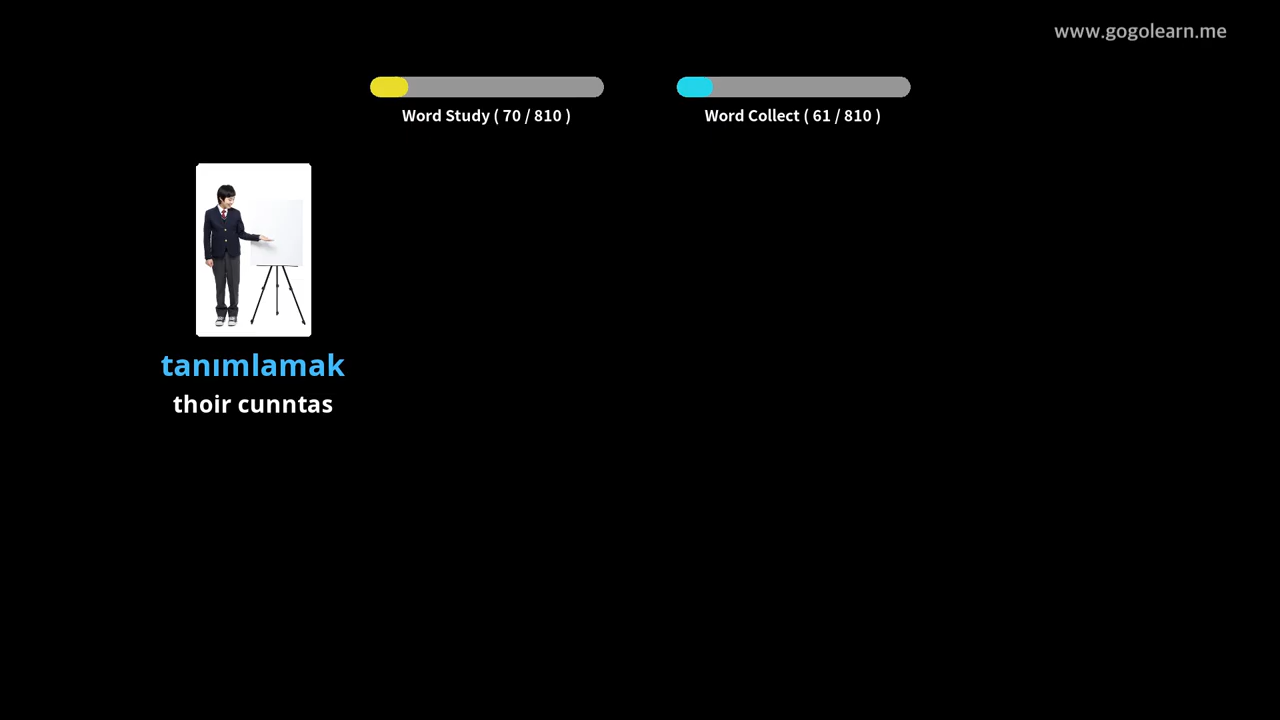 www.gogolearn.me
Word Study ( 70 / 810 )
Word Collect ( 61 / 810 )
tanımlamak
thoir cunntas